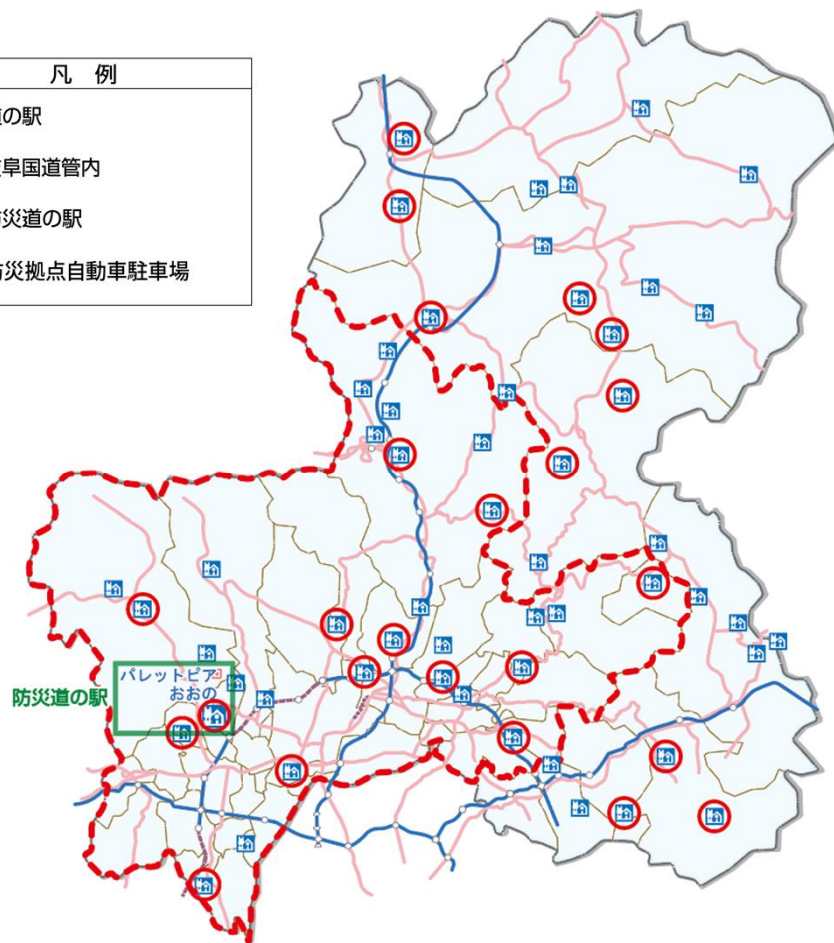 凡 例
道の駅
阜国道管内
防災道の駅
防災拠点自動車駐車場
パレットピア
おおの
防災道の駅